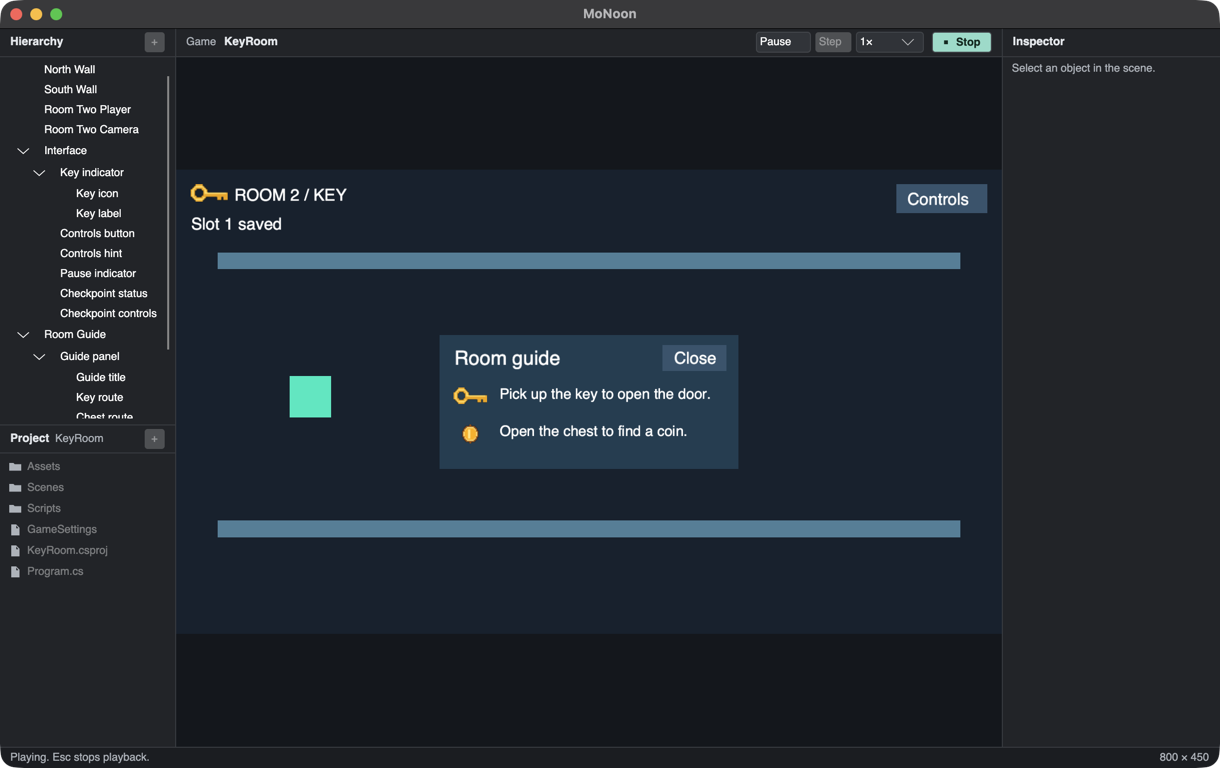 MoNoon
Hierarchy
+
Game KeyRoom
Pause
Step
1×
Stop
Inspector
North Wall
South Wall
Room Two Player
Room Two Camera
Interface
Key indicator
Key icon
Key label
Controls button
Controls hint
Pause indicator
Checkpoint status
Checkpoint controls
Room Guide
Guide panel
Guide title
Key route
Chest route
Project KeyRoom
+
Assets
Scenes
Scripts
GameSettings
KeyRoom.csproj
Program.cs
ROOM 2 / KEY
Controls
Slot 1 saved
Room guide
Close
Pick up the key to open the door.
Open the chest to find a coin.
Select an object in the scene.
Playing. Esc stops playback.
800 × 450